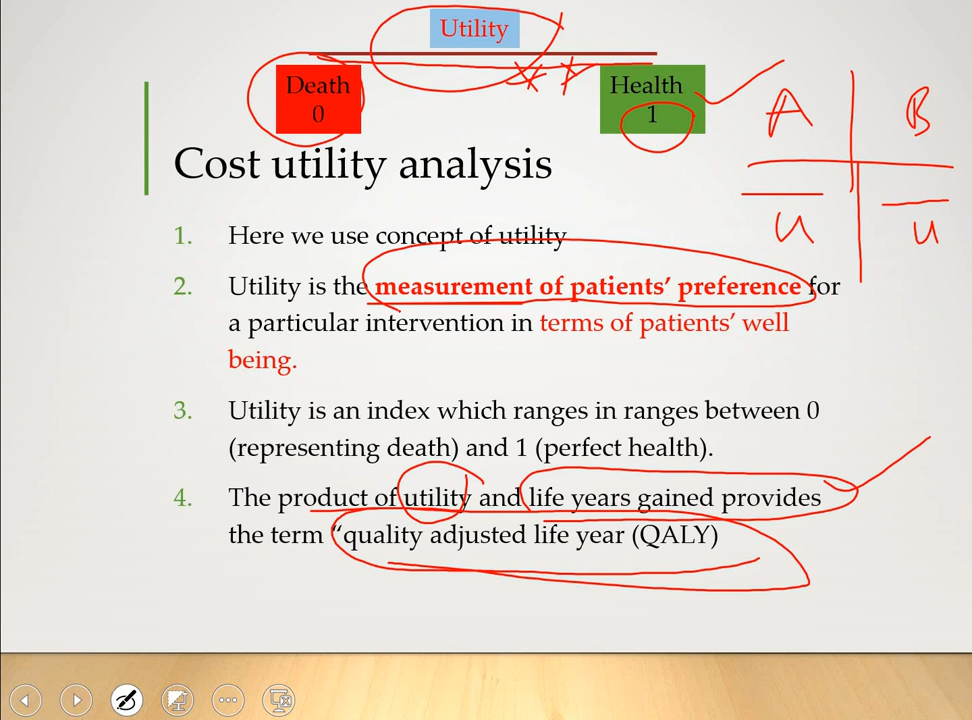 Utility
Death
0
Health
1
A B
U U
Cost utility analysis
1. Here we use concept of utility
2. Utility is the measurement of patients’ preference for
a particular intervention in terms of patients’ well
being.
3. Utility is an index which ranges in ranges between 0
(representing death) and 1 (perfect health).
4. The product of utility and life years gained provides
the term “quality adjusted life year (QALY)